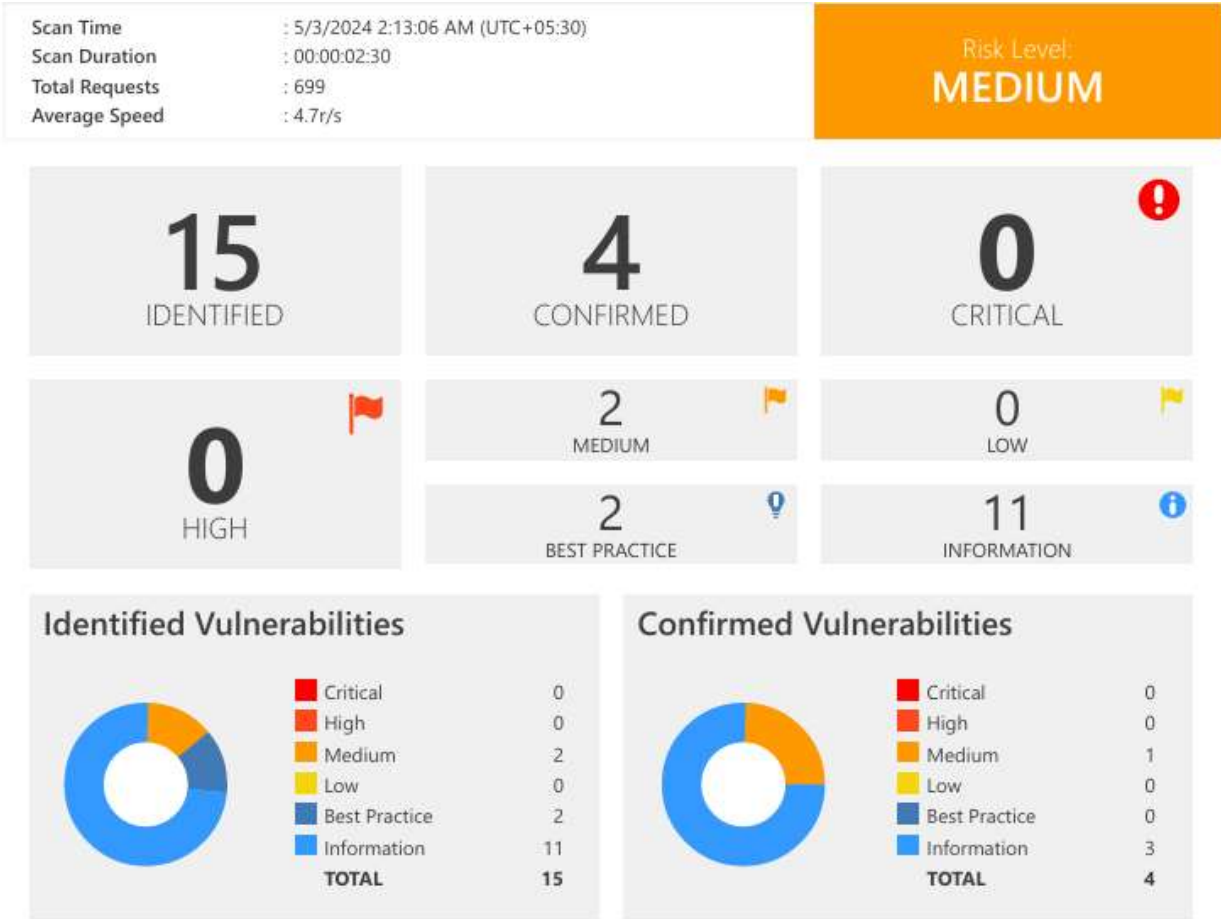 Scan Time : 5/3/2024 2:13:06 AM (UTC+05:30)
Scan Duration : 00:00:02:30
Total Requests : 699
Average Speed : 4.7r/s
Risk Level:
MEDIUM
15
IDENTIFIED
4
CONFIRMED
0
CRITICAL
0
HIGH
2
MEDIUM
0
LOW
2
BEST PRACTICE
11
INFORMATION
Identified Vulnerabilities
Critical 0
High 0
Medium 2
Low 0
Best Practice 2
Information 11
TOTAL 15
Confirmed Vulnerabilities
Critical 0
High 0
Medium 1
Low 0
Best Practice 0
Information 3
TOTAL 4